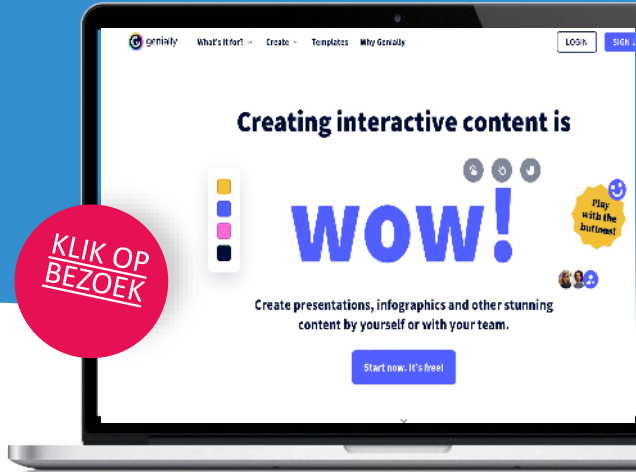 genially
What's it for?
Create
Templates
Why Genially
LOGIN
SIGN U
Creating interactive content is
wow!
Play
with the
buttons!
KLIK OP
BEZOEK
Create presentations, infographics and other stunning
content by yourself or with your team.
Start now. It's free!